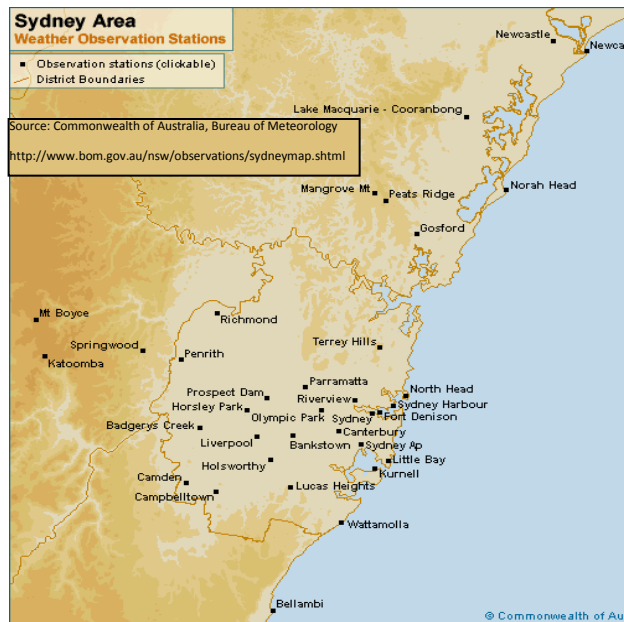 Sydney Area
Weather Observation Stations
Observation stations (clickable)
District Boundaries
Source: Commonwealth of Australia, Bureau of Meteorology
http://www.bom.gov.au/nsw/observations/sydneymap.shtml
Newcastle
Newca
Lake Macquarie - Cooranbong
Mangrove Mt
Peats Ridge
Norah Head
Gosford
Mt Boyce
Richmond
Springwood
Terrey Hills
Katoomba
Penrith
Parramatta
North Head
Prospect Dam
Riverview
Sydney Harbour
Horsley Park
Olympic Park
Sydney
Fort Denison
Badgerys Creek
Canterbury
Liverpool
Bankstown
Sydney Ap
Holsworthy
Little Bay
Kurnell
Camden
Lucas Heights
Campbelltown
Wattamolla
Bellambi
© Commonwealth of Au